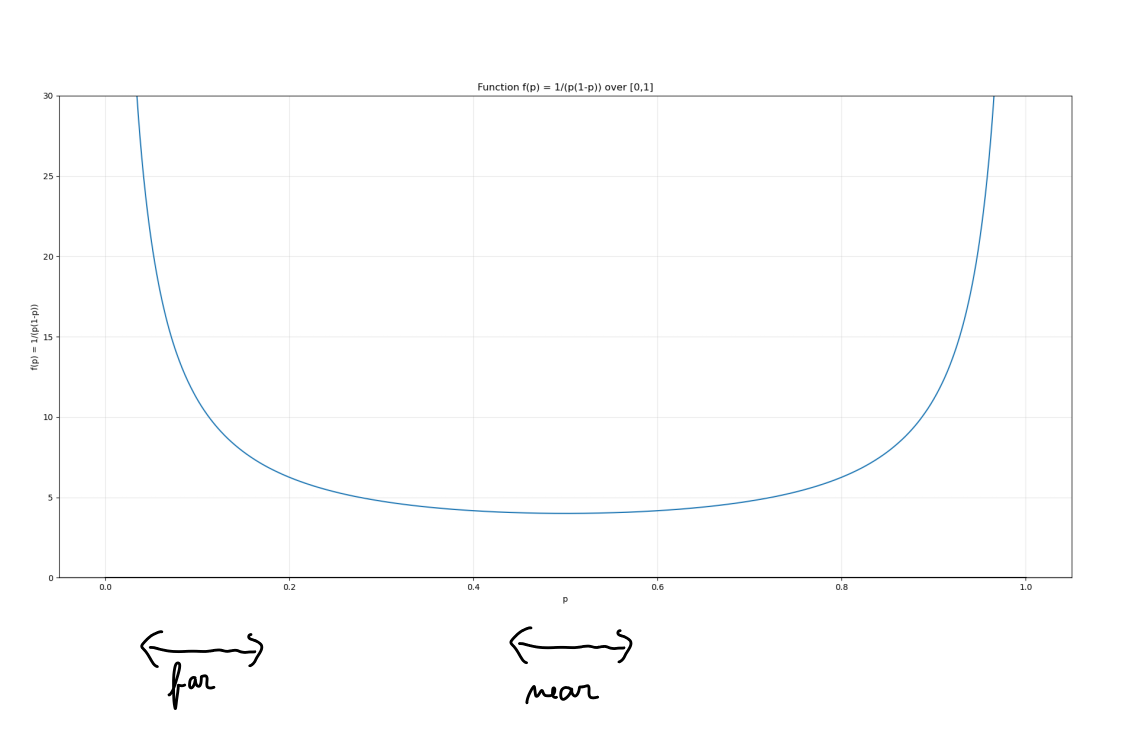 Function f(p) = 1/(p(1-p)) over [0,1]
30
25
20
15
10
5
0
f(p) = 1/(p(1-p))
0.0 0.2 0.4 0.6 0.8 1.0
p
far near